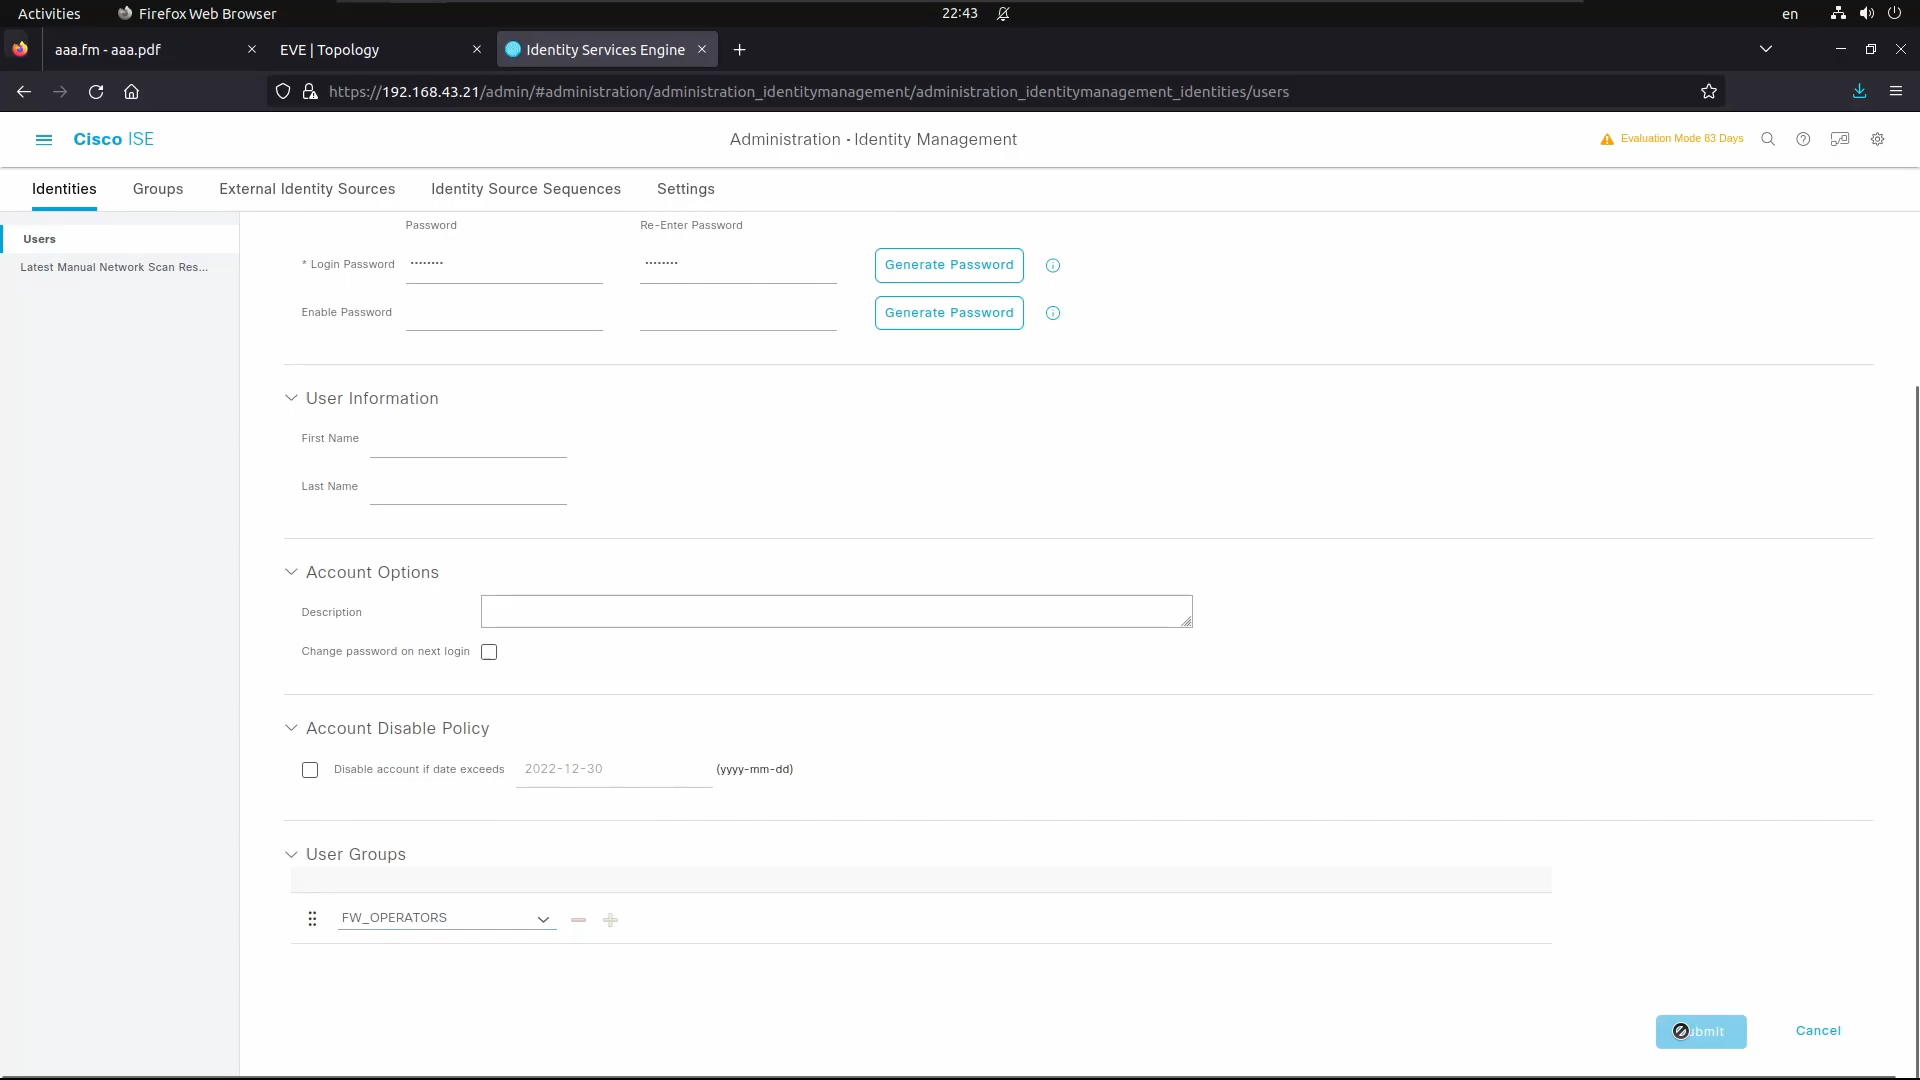 Activities
Firefox Web Browser
22:43
en
aaa.fm - aaa.pdf
EVE | Topology
Identity Services Engine
https://192.168.43.21/admin/#administration/administration_identitymanagement/administration_identitymanagement_identities/users
Cisco ISE
Administration · Identity Management
Evaluation Mode 83 Days
Identities
Groups
External Identity Sources
Identity Source Sequences
Settings
Users
Latest Manual Network Scan Res...
Password
Re-Enter Password
* Login Password
Generate Password
Enable Password
Generate Password
User Information
First Name
Last Name
Account Options
Description
Change password on next login
Account Disable Policy
Disable account if date exceeds
2022-12-30
(yyyy-mm-dd)
User Groups
FW_OPERATORS
Cancel